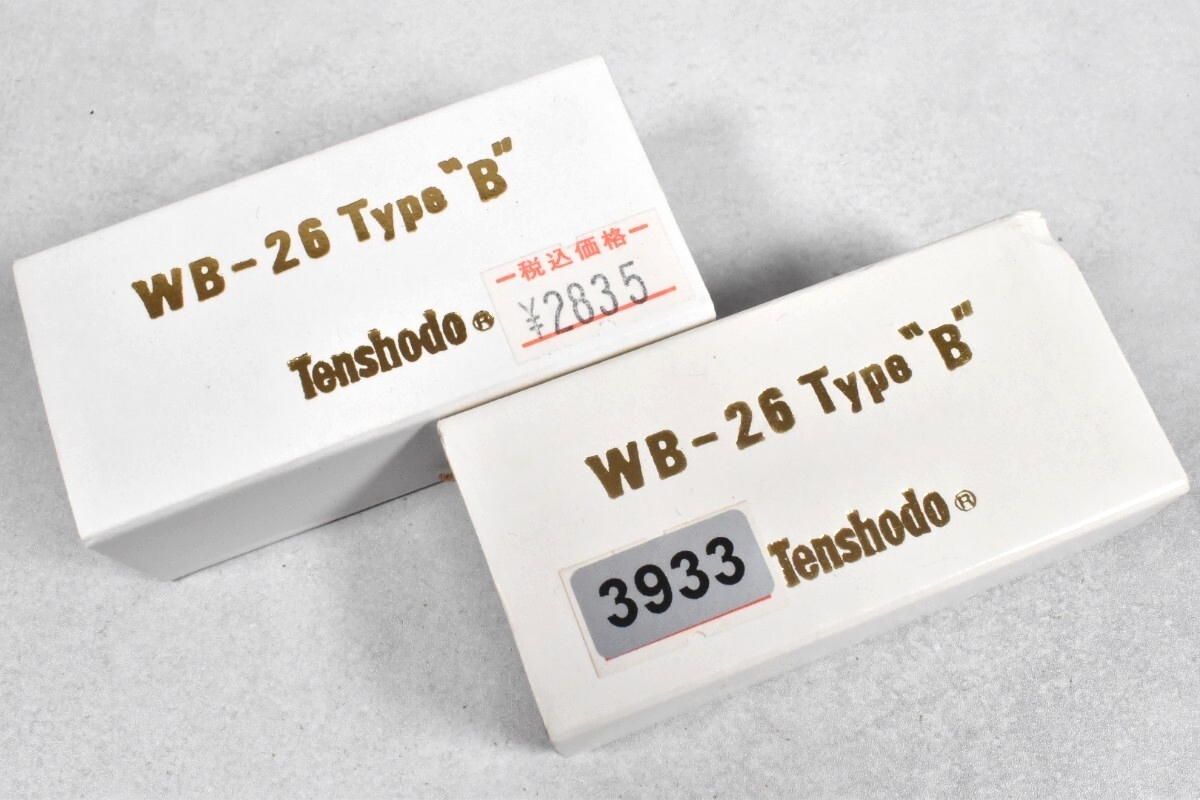 WB-26 Type "B"
Tenshodo®
税込価格
¥2835
WB-26 Type "B"
Tenshodo®
3933